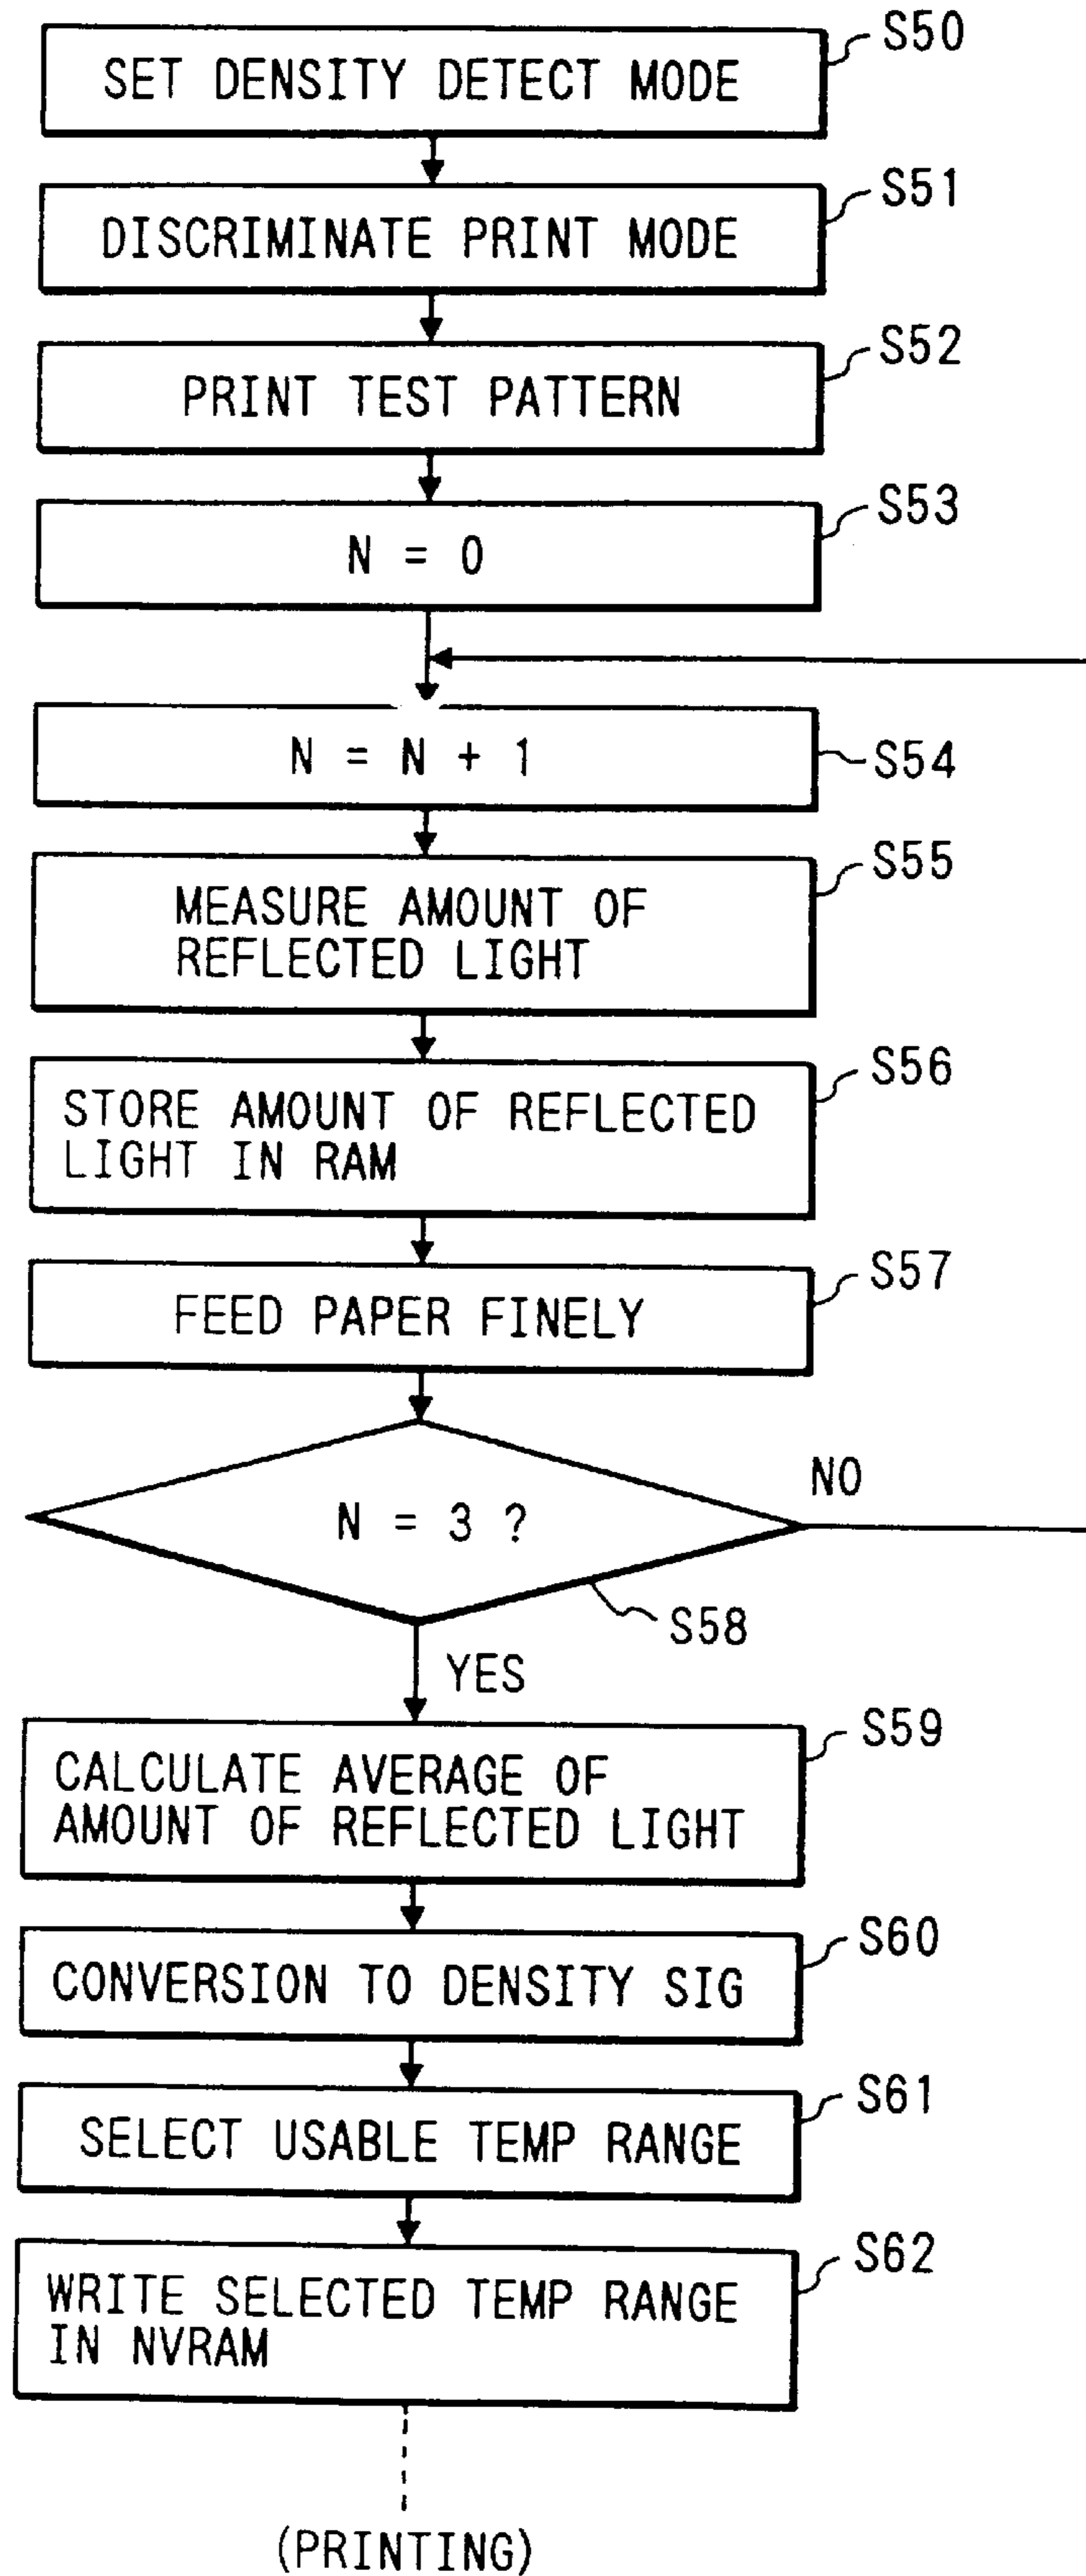 S50
SET DENSITY DETECT MODE
S51
DISCRIMINATE PRINT MODE
S52
PRINT TEST PATTERN
S53
N = 0
N = N + 1
S54
S55
MEASURE AMOUNT OF
REFLECTED LIGHT
S56
STORE AMOUNT OF REFLECTED
LIGHT IN RAM
S57
FEED PAPER FINELY
NO
N = 3 ?
S58
YES
S59
CALCULATE AVERAGE OF
AMOUNT OF REFLECTED LIGHT
S60
CONVERSION TO DENSITY SIG
S61
SELECT USABLE TEMP RANGE
S62
WRITE SELECTED TEMP RANGE
IN NVRAM
(PRINTING)